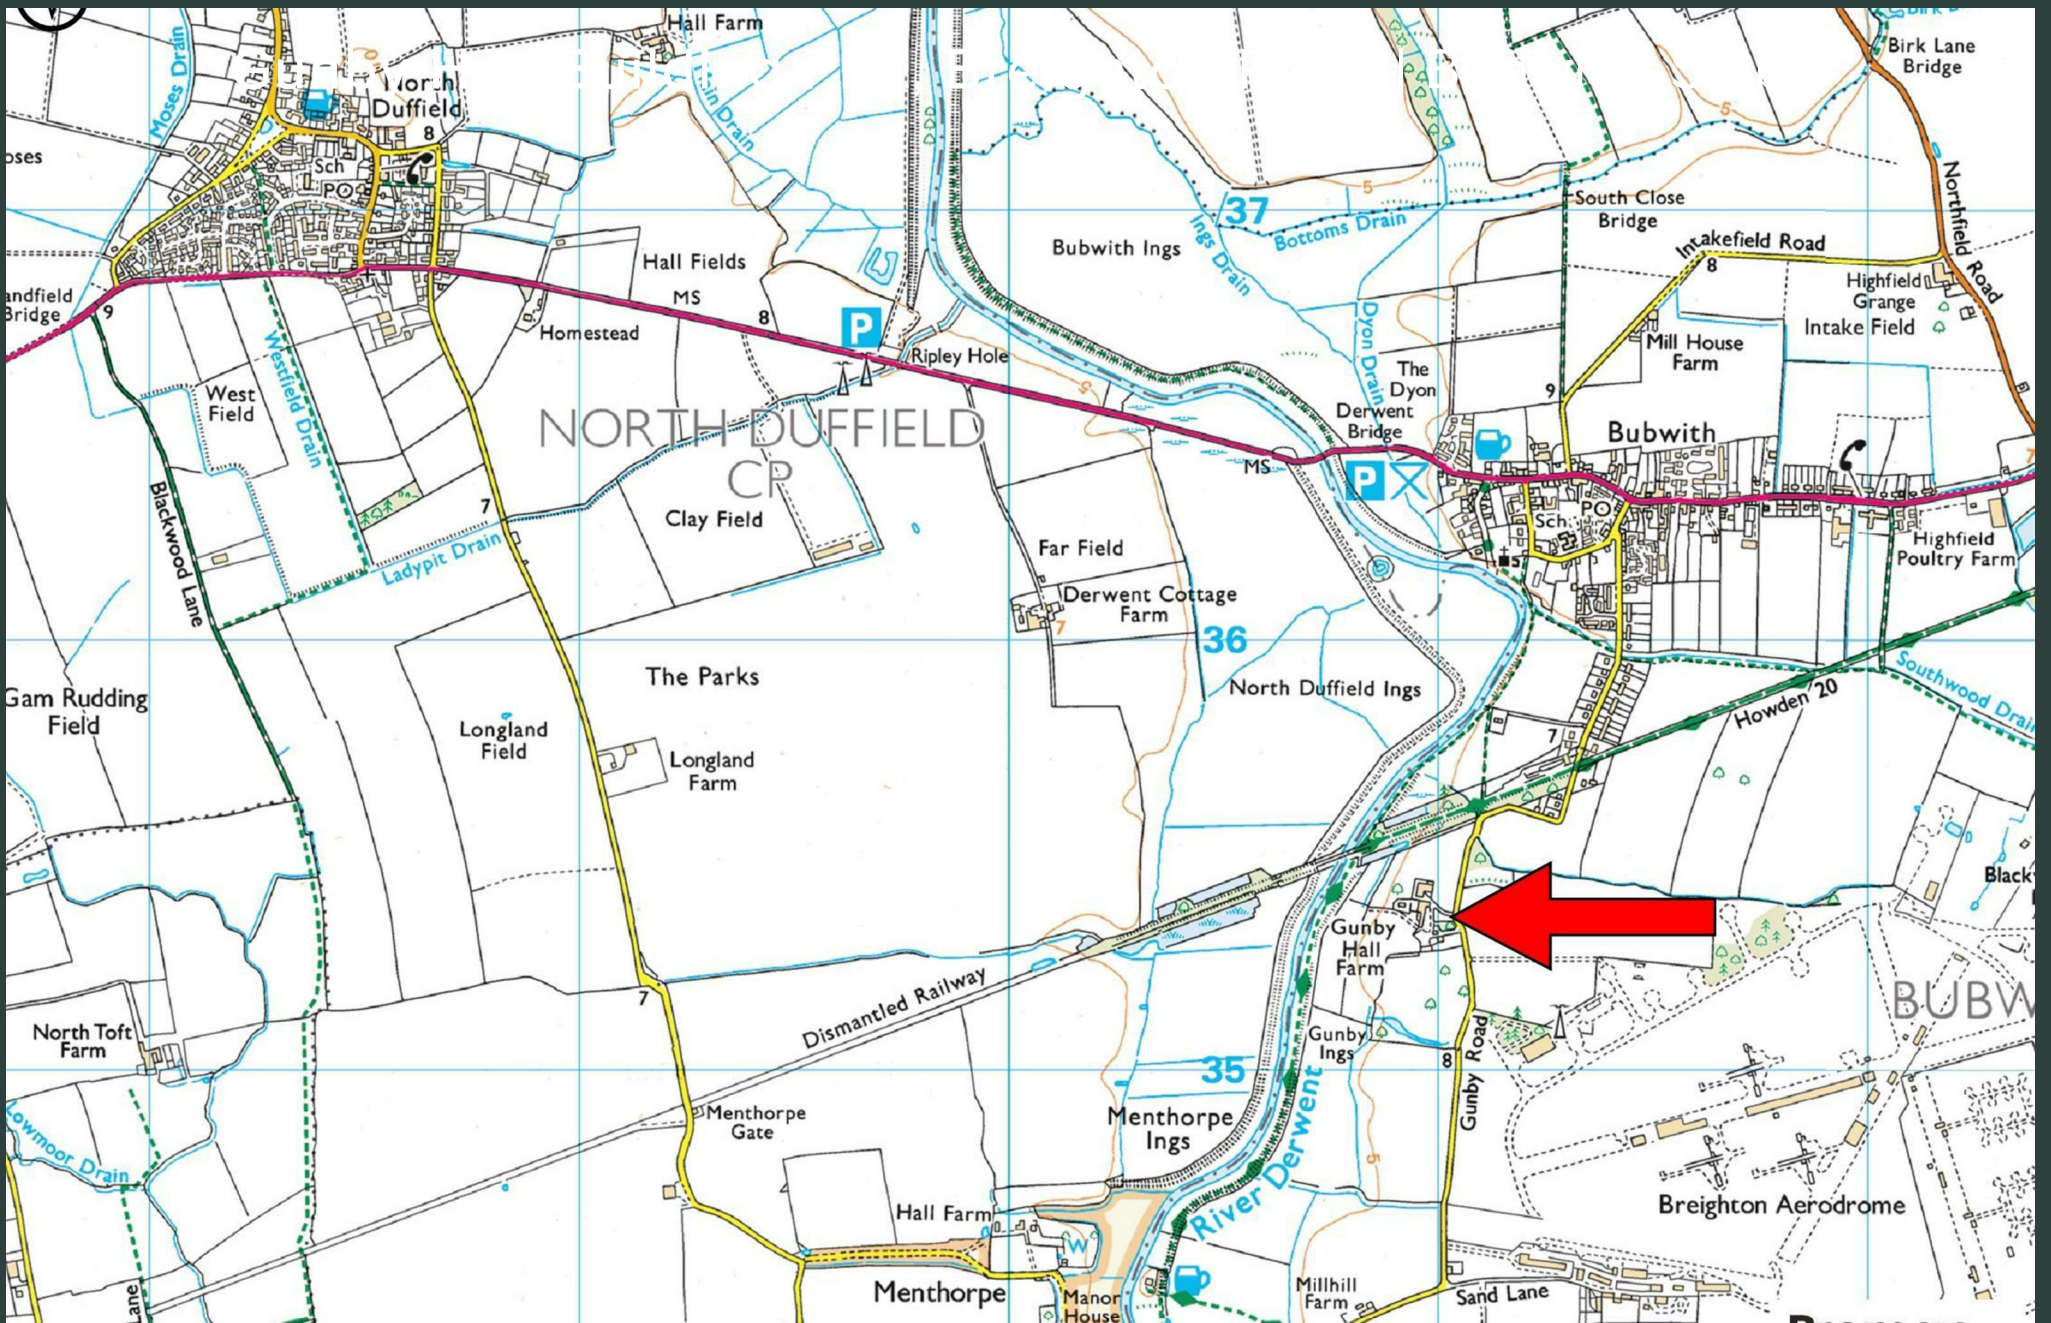 Hall Farm
Birk Lane
Bridge
Moses Drain
North
Duffield
8
Sch
PO
5
37
Bottoms Drain
South Close
Bridge
Intakefield Road
8
Northfield Road
Bubwith Ings
Ings Drain
Hall Fields
MS
8
P
Ripley Hole
Homestead
9
West
Field
Westfield Drain
Highfield
Grange
Intake Field
Mill House
Farm
Dyon Drain
The
Dyon
Derwent
Bridge
9
5
Bubwith
NORTH DUFFIELD
CP
MS
P
Blackwood Lane
7
Clay Field
Ladypit Drain
Sch
PO
Highfield
Poultry Farm
7
Far Field
Derwent Cottage
Farm
7
36
North Duffield Ings
The Parks
Gam Rudding
Field
Longland
Field
Longland
Farm
Howden 20
Southwood Drain
7
Black
Gunby
Hall
Farm
Dismantled Railway
7
North Toft
Farm
BUBW
Gunby
Ings
8
Gunby Road
35
Menthorpe
Gate
Menthorpe
Ings
River Derwent
5
Lowmoor Drain
Breighton Aerodrome
Hall Farm
W
Menthorpe
Manor
House
Millhill
Farm
Sand Lane
Lane